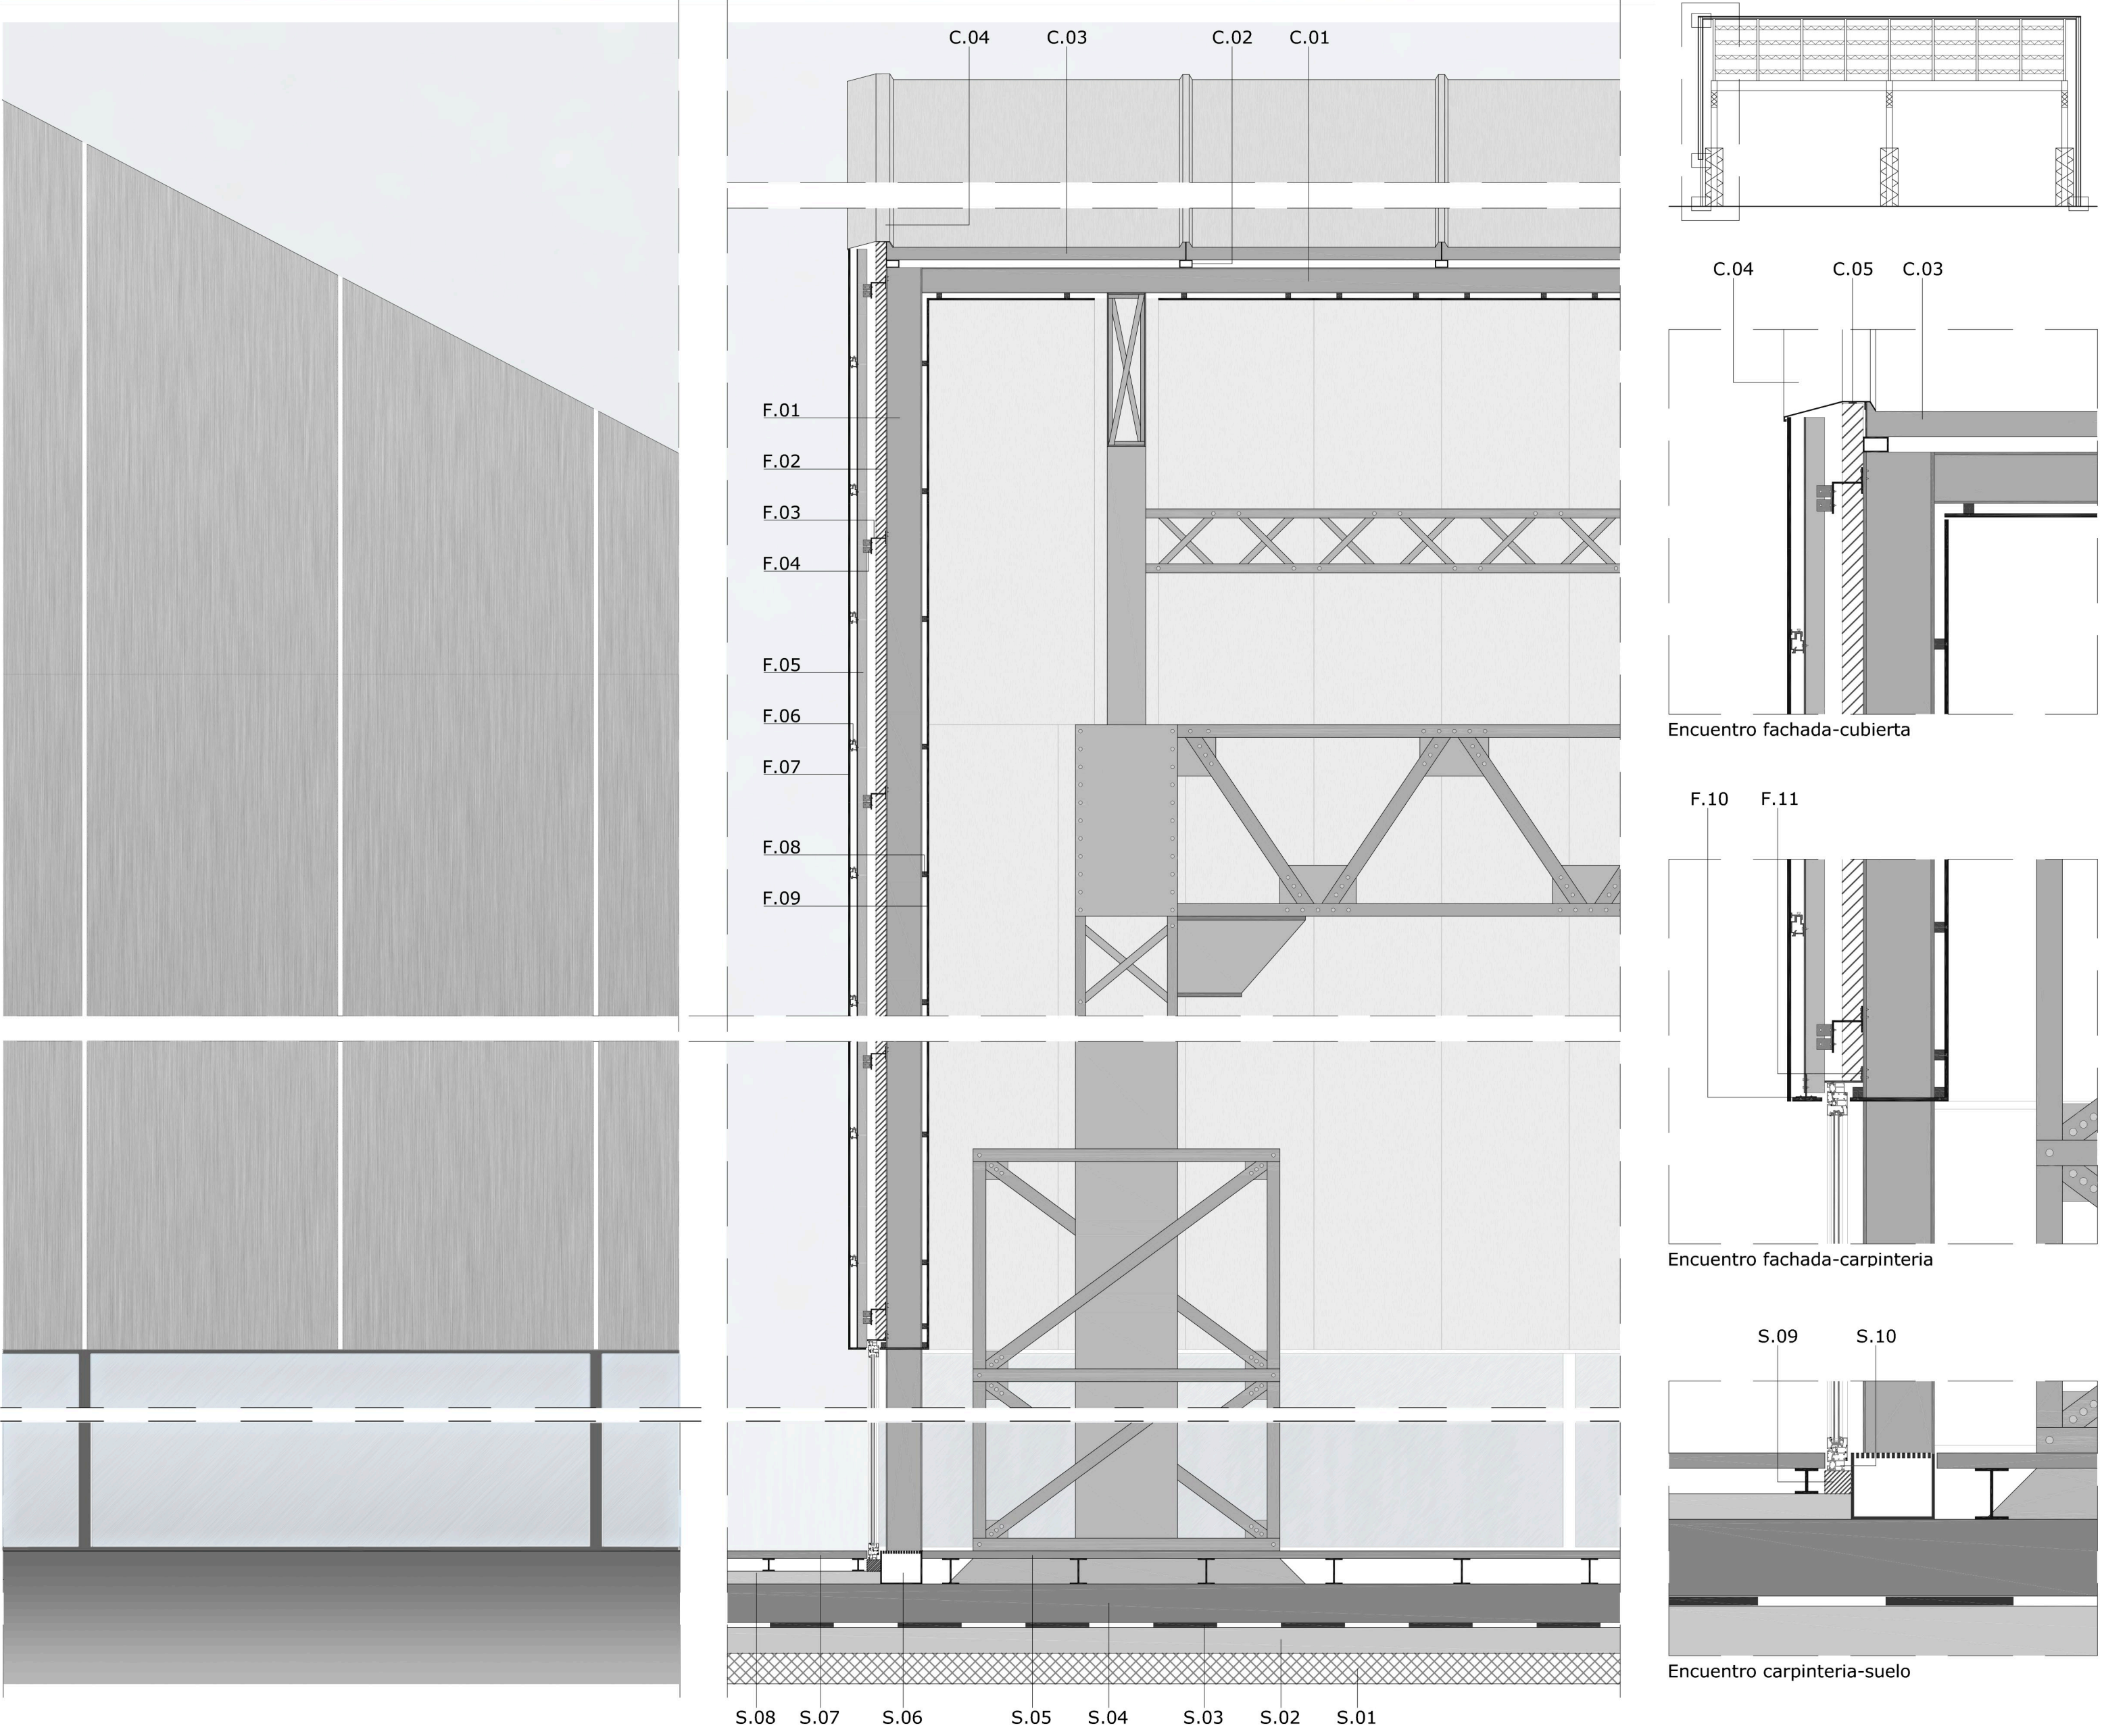 C.04 C.03 C.02 C.01
F.01
F.02
F.03
F.04
F.05
F.06
F.07
F.08
F.09
S.08 S.07 S.06 S.05 S.04 S.03 S.02 S.01
C.04 C.05 C.03
Encuentro fachada-cubierta
F.10 F.11
Encuentro fachada-carpinteria
S.09 S.10
Encuentro carpinteria-suelo